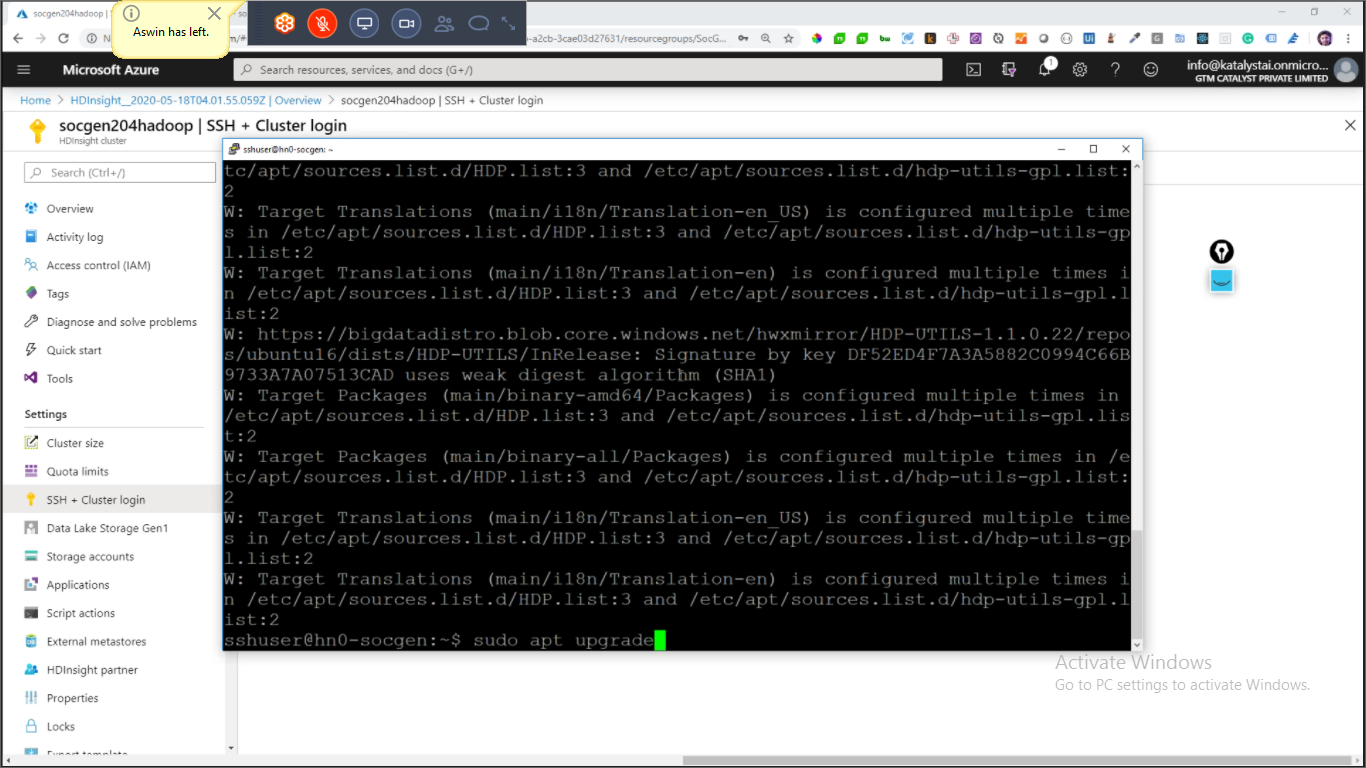 socgen204hadoop |
Aswin has left.
a2cb-3cae03d27631/resourcegroups/SocG...
Microsoft Azure
Search resources, services, and docs (G+/)
1
info@katalystai.onmicro...
GTM CATALYST PRIVATE LIMITED
Home > HDInsight_2020-05-18T04.01.55.059Z | Overview > socgen204hadoop | SSH + Cluster login
socgen204hadoop | SSH + Cluster login
HDInsight cluster
Search (Ctrl+/)
Overview
Activity log
Access control (IAM)
Tags
Diagnose and solve problems
Quick start
Tools
Settings
Cluster size
Quota limits
SSH + Cluster login
Data Lake Storage Gen1
Storage accounts
Applications
Script actions
External metastores
HDInsight partner
Properties
Locks
Export template
sshuser@hn0-socgen: ~
tc/apt/sources.list.d/HDP.list:3 and /etc/apt/sources.list.d/hdp-utils-gpl.list:
2
W: Target Translations (main/i18n/Translation-en_US) is configured multiple time
s in /etc/apt/sources.list.d/HDP.list:3 and /etc/apt/sources.list.d/hdp-utils-gp
l.list:2
W: Target Translations (main/i18n/Translation-en) is configured multiple times i
n /etc/apt/sources.list.d/HDP.list:3 and /etc/apt/sources.list.d/hdp-utils-gpl.l
ist:2
W: https://bigdatadistro.blob.core.windows.net/hwxmirror/HDP-UTILS-1.1.0.22/repo
s/ubuntu16/dists/HDP-UTILS/InRelease: Signature by key DF52ED4F7A3A5882C0994C66B
9733A7A07513CAD uses weak digest algorithm (SHA1)
W: Target Packages (main/binary-amd64/Packages) is configured multiple times in
/etc/apt/sources.list.d/HDP.list:3 and /etc/apt/sources.list.d/hdp-utils-gpl.lis
t:2
W: Target Packages (main/binary-all/Packages) is configured multiple times in /e
tc/apt/sources.list.d/HDP.list:3 and /etc/apt/sources.list.d/hdp-utils-gpl.list:
2
W: Target Translations (main/i18n/Translation-en_US) is configured multiple time
s in /etc/apt/sources.list.d/HDP.list:3 and /etc/apt/sources.list.d/hdp-utils-gp
l.list:2
W: Target Translations (main/i18n/Translation-en) is configured multiple times i
n /etc/apt/sources.list.d/HDP.list:3 and /etc/apt/sources.list.d/hdp-utils-gpl.l
ist:2
sshuser@hn0-socgen:~$ sudo apt upgrade
Activate Windows
Go to PC settings to activate Windows.